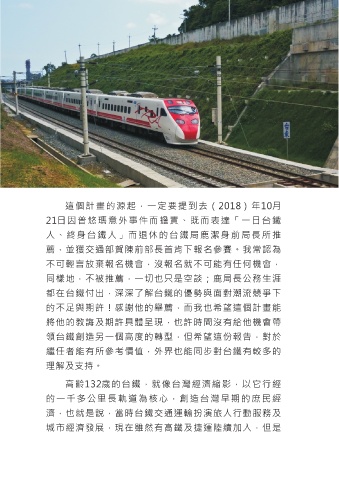 這個計畫的源起，一定要提到去（2018）年10月
21日因普悠瑪意外事件而擔責、既而表達「一日台鐵
人、終身台鐵人」而退休的台鐵局鹿潔身前局長所推
薦，並獲交通部賀陳前部長首肯下報名參賽。我常認為
不可輕言放棄報名機會，沒報名就不可能有任何機會，
同樣地，不被推薦，一切也只是空談；鹿局長公務生涯
都在台鐵付出，深深了解台鐵的優勢與面對潮流競爭下
的不足與期許！感謝他的舉薦，而我也希望這個計畫能
將他的教誨及期許具體呈現，也許時間沒有給他機會帶
領台鐵創造另一個高度的轉型，但希望這份報告，對於
繼任者能有所參考價值，外界也能同步對台鐵有較多的
理解及支持。
高齡132歲的台鐵，就像台灣經濟縮影，以它行經
的一千多公里長軌道為核心，創造台灣早期的庶民經
濟，也就是說，當時台鐵交通運輸扮演旅人行動服務及
城市經濟發展，現在雖然有高鐵及捷運陸續加入，但是